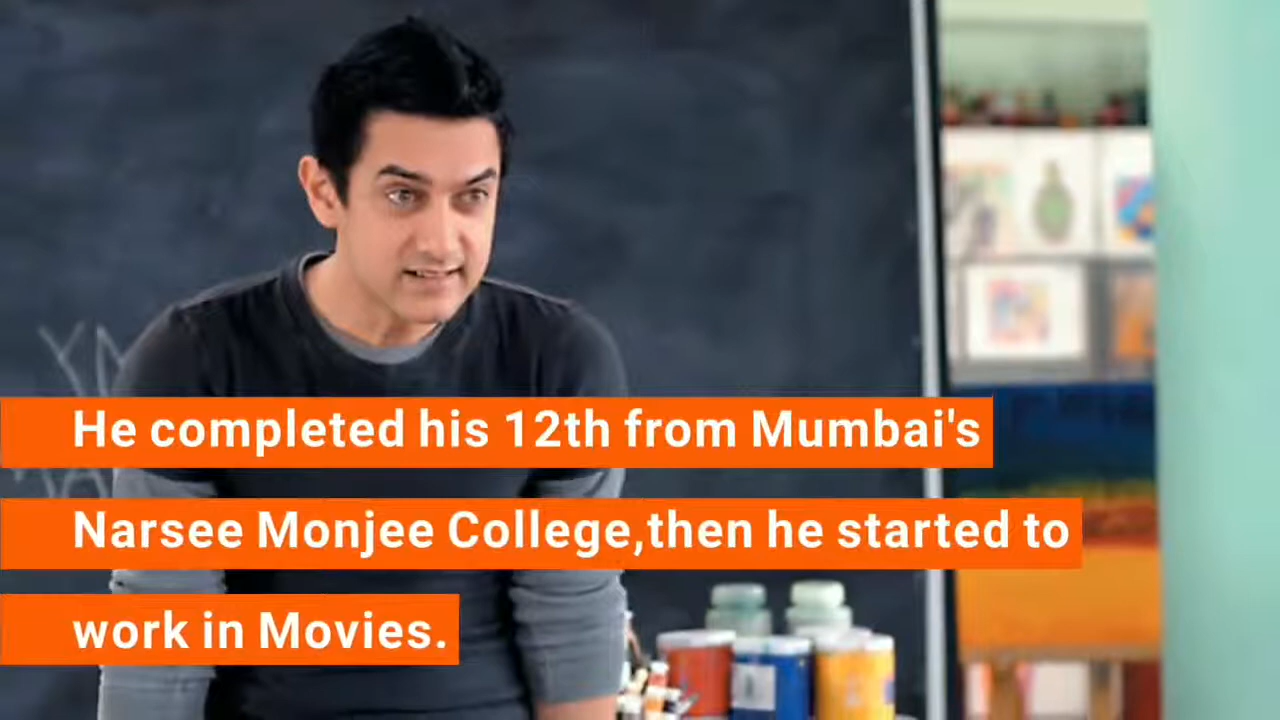 He completed his 12th from Mumbai's
Narsee Monjee College,then he started to
work in Movies.